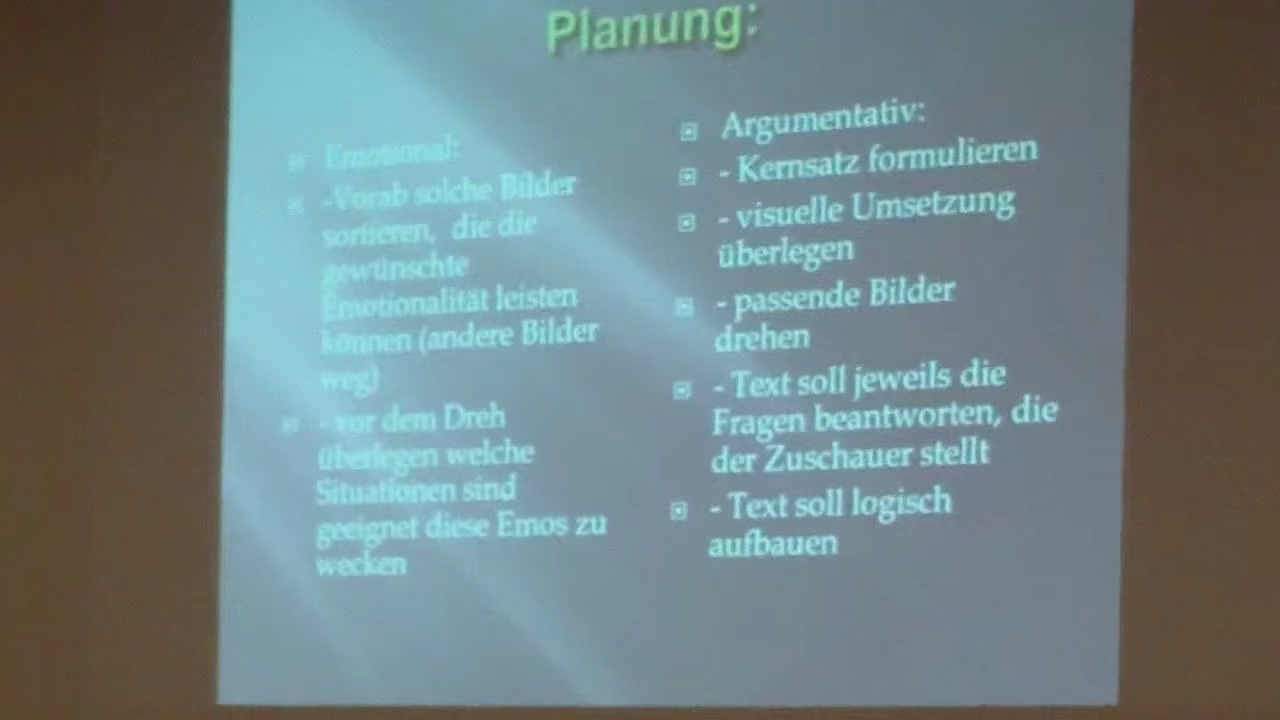 Planung:
Emotional:
-Vorab solche Bilder
sortieren, die die
gewünschte
Emotionalität leisten
können (andere Bilder
weg)
- vor dem Dreh
überlegen welche
Situationen sind
geeignet diese Emos zu
wecken
Argumentativ:
- Kernsatz formulieren
- visuelle Umsetzung
überlegen
- passende Bilder
drehen
- Text soll jeweils die
Fragen beantworten, die
der Zuschauer stellt
- Text soll logisch
aufbauen